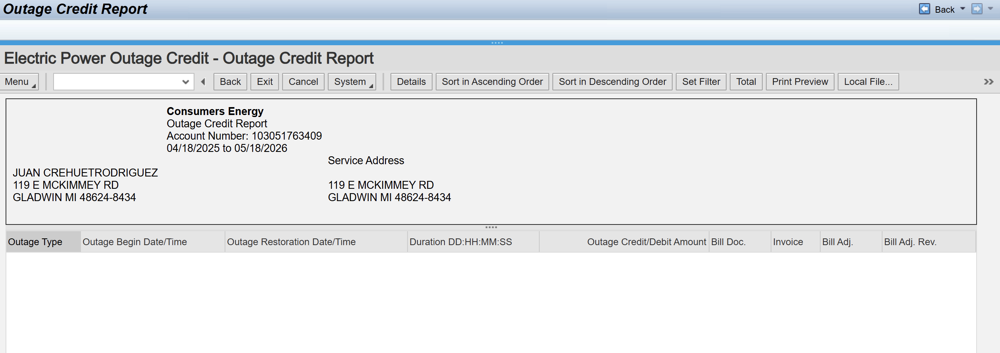 Outage Credit Report
Back
Electric Power Outage Credit - Outage Credit Report
Menu Back Exit Cancel System Details Sort in Ascending Order Sort in Descending Order Set Filter Total Print Preview Local File...
Consumers Energy
Outage Credit Report
Account Number: 103051763409
04/18/2025 to 05/18/2026
Service Address
JUAN CREHUETRODRIGUEZ
119 E MCKIMMEY RD 119 E MCKIMMEY RD
GLADWIN MI 48624-8434 GLADWIN MI 48624-8434
Outage Type Outage Begin Date/Time Outage Restoration Date/Time Duration DD:HH:MM:SS Outage Credit/Debit Amount Bill Doc. Invoice Bill Adj. Bill Adj. Rev.